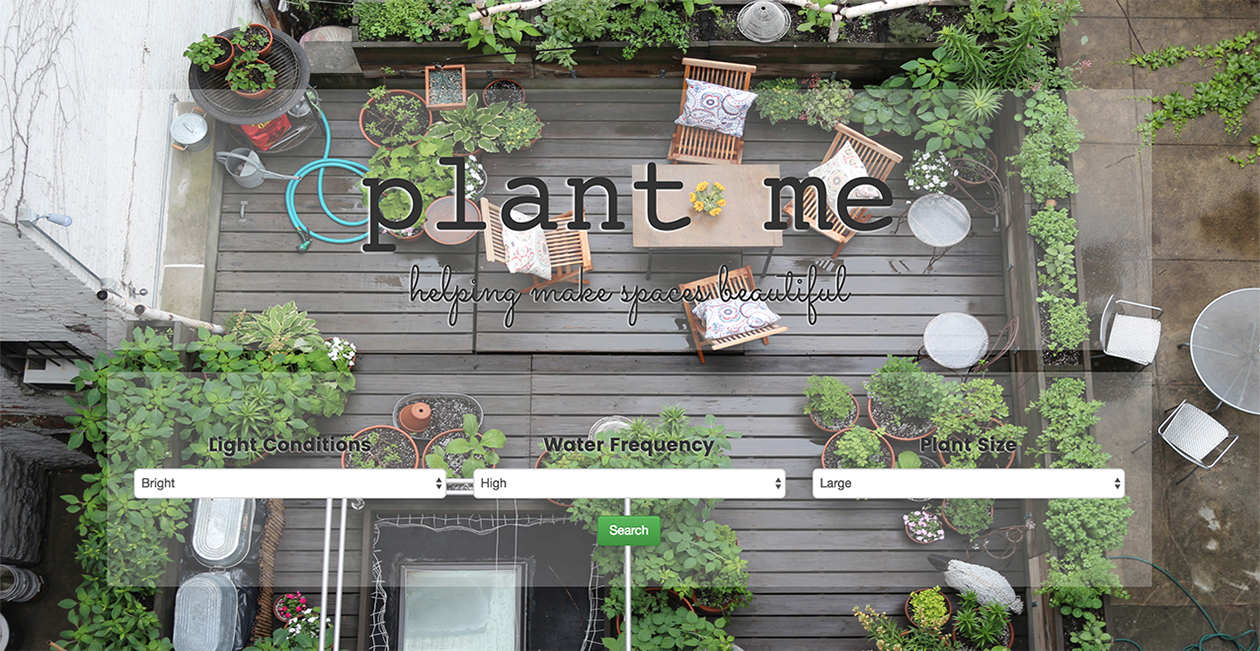 plant me
helping make spaces beautiful
Light Conditions Water Frequency Plant Size
Bright High Large
Search